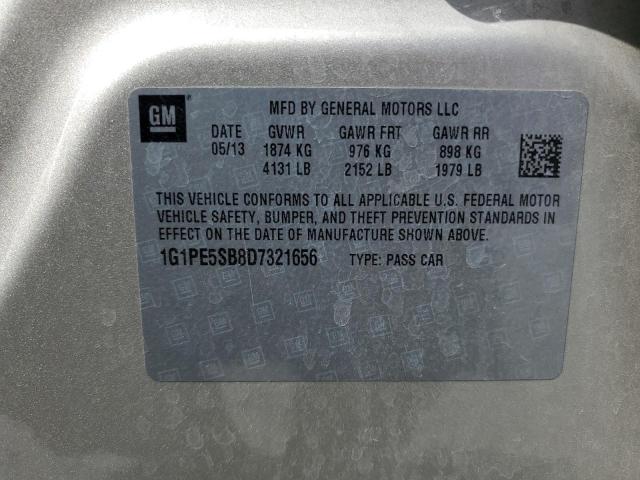 GM MFD BY GENERAL MOTORS LLC
DATE GVWR GAWR FRT GAWR RR
05/13 1874 KG 976 KG 898 KG
4131 LB 2152 LB 1979 LB
THIS VEHICLE CONFORMS TO ALL APPLICABLE U.S. FEDERAL MOTOR
VEHICLE SAFETY, BUMPER, AND THEFT PREVENTION STANDARDS IN
EFFECT ON THE DATE OF MANUFACTURE SHOWN ABOVE.
1G1PE5SB8D7321656 TYPE: PASS CAR